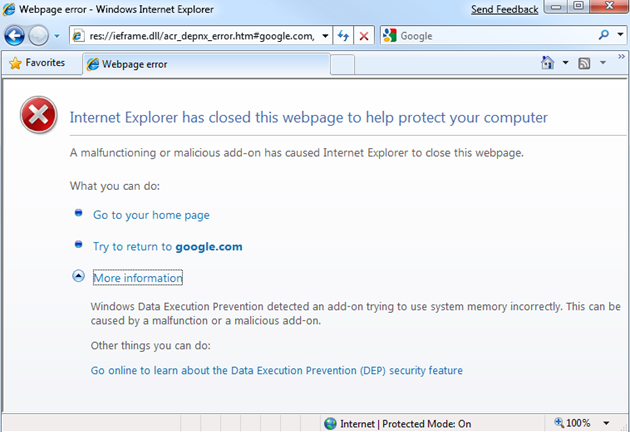 Webpage error - Windows Internet Explorer
Send Feedback
res://ieframe.dll/acr_depnx_error.htm#google.com,
Google
Favorites
Webpage error
Internet Explorer has closed this webpage to help protect your computer
A malfunctioning or malicious add-on has caused Internet Explorer to close this webpage.
What you can do:
Go to your home page
Try to return to google.com
More information
Windows Data Execution Prevention detected an add-on trying to use system memory incorrectly. This can be
caused by a malfunction or a malicious add-on.
Other things you can do:
Go online to learn about the Data Execution Prevention (DEP) security feature
Internet | Protected Mode: On
100%